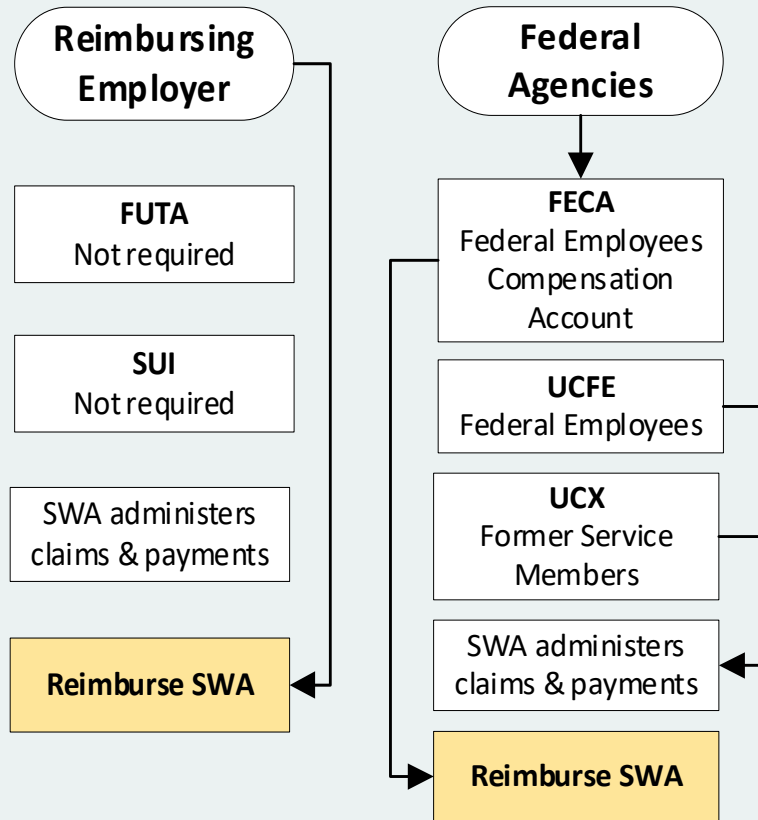 Reimbursing
Employer
FUTA
Not required
SUI
Not required
SWA administers
claims & payments
Reimburse SWA
Federal
Agencies
FECA
Federal Employees
Compensation
Account
UCFE
Federal Employees
UCX
Former Service
Members
SWA administers
claims & payments
Reimburse SWA